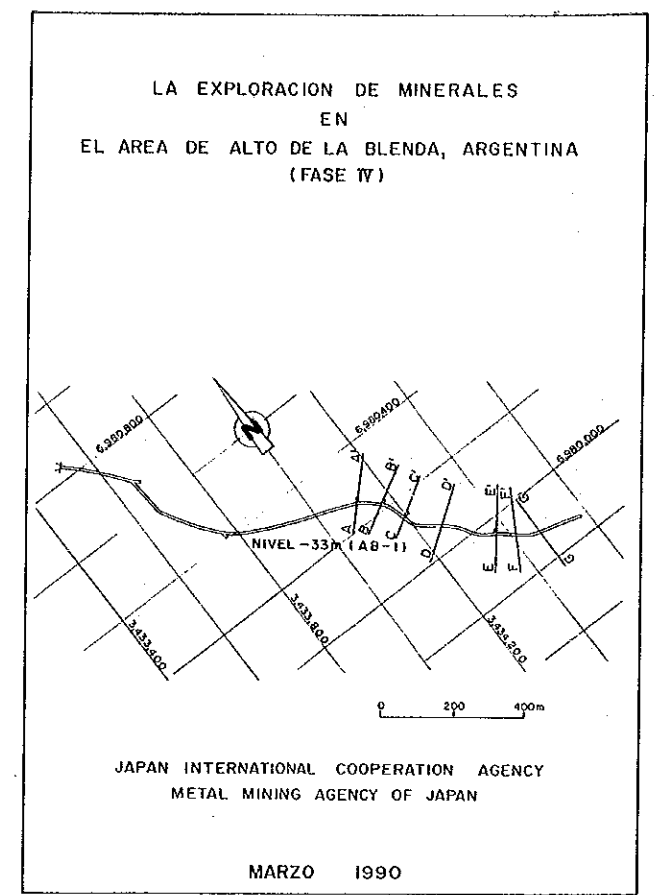 LA EXPLORACION DE MINERALES
EN
EL AREA DE ALTO DE LA BLENDA, ARGENTINA
(FASE IV)
6,980,800
6,980,400
6,980,000
N
A'
B'
C'
D'
E'
F'
G'
A
B
C
D
E
F
G
NIVEL -33m (AB-1)
3,433,400
3,433,800
3,434,200
0 200 400m
JAPAN INTERNATIONAL COOPERATION AGENCY
METAL MINING AGENCY OF JAPAN
MARZO 1990